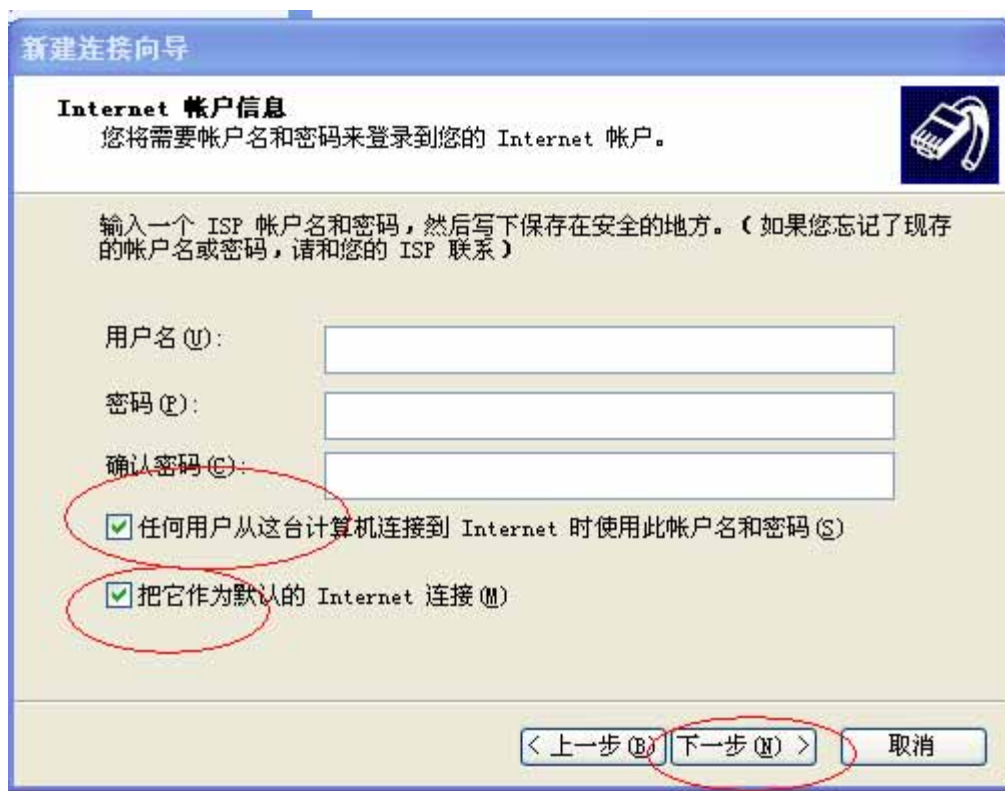 新建连接向导
Internet 帐户信息
您将需要帐户名和密码来登录到您的 Internet 帐户。
输入一个 ISP 帐户名和密码,然后写下保存在安全的地方。(如果您忘记了现存
的帐户名或密码,请和您的 ISP 联系)
用户名(U):
密码(P):
确认密码(C):
任何用户从这台计算机连接到 Internet 时使用此帐户名和密码(S)
把它作为默认的 Internet 连接(M)
< 上一步(B) 下一步(N) > 取消